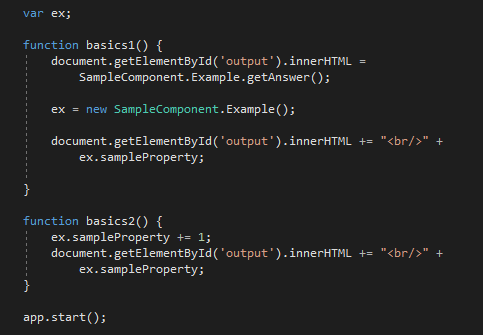 var ex;
function basics1() {
document.getElementById('output').innerHTML =
SampleComponent.Example.getAnswer();
ex = new SampleComponent.Example();
document.getElementById('output').innerHTML += "<br/>" +
ex.sampleProperty;
}
function basics2() {
ex.sampleProperty += 1;
document.getElementById('output').innerHTML += "<br/>" +
ex.sampleProperty;
}
app.start();